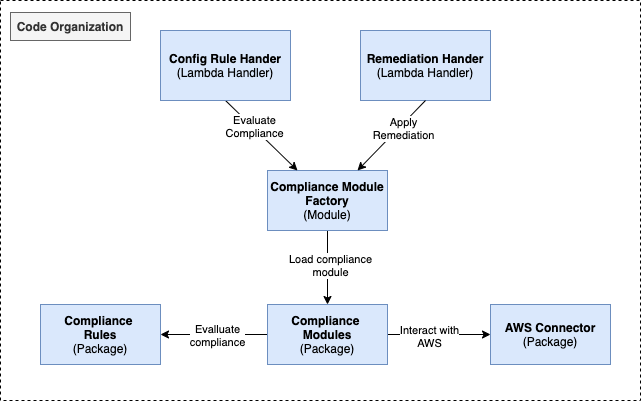 Code Organization
Config Rule Hander
(Lambda Handler)
Remediation Hander
(Lambda Handler)
Evaluate
Compliance
Apply
Remediation
Compliance Module
Factory
(Module)
Load compliance
module
Compliance
Rules
(Package)
Evalluate
compliance
Compliance
Modules
(Package)
Interact with
AWS
AWS Connector
(Package)